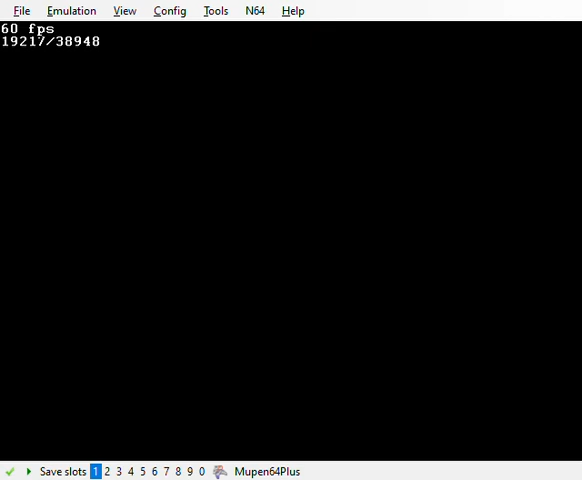 File Emulation View Config Tools N64 Help
60 fps
19217/38948
Save slots 1 2 3 4 5 6 7 8 9 0 Mupen64Plus